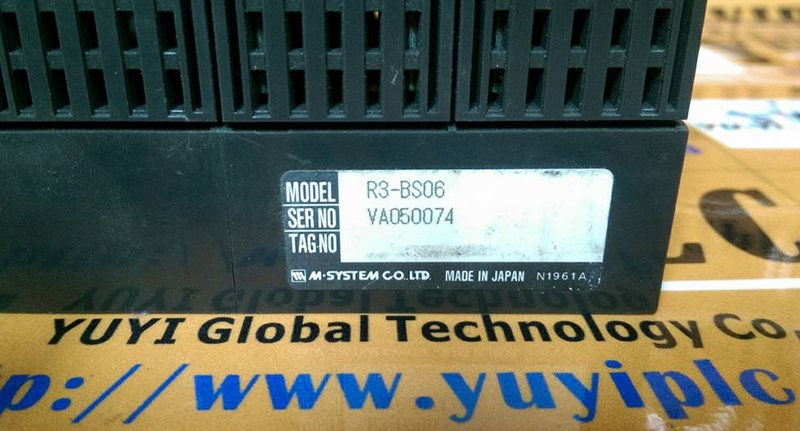 MODEL R3-BS06
SER NO VA050074
TAG-NO
M-SYSTEM CO.,LTD. MADE IN JAPAN N1961A
YUYI Global Technology Co.,
p://www.yuyiplc